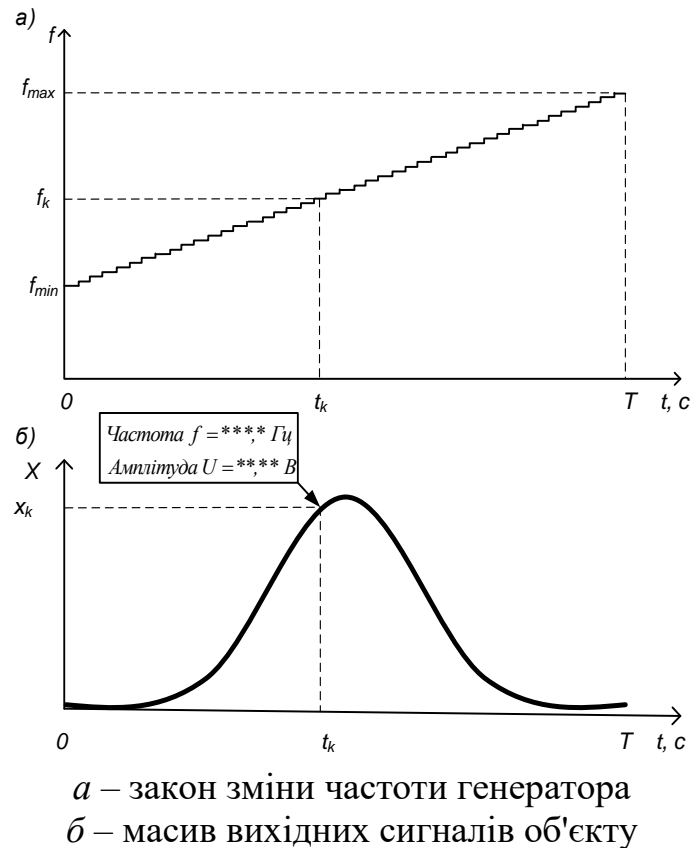 а)
f
fmax
fk
fmin
0
tk
T
t, c
б)
Частота f =***,* Гц
Амплітуда U =**,** В
X
xk
0
tk
T
t, c
а – закон зміни частоти генератора
б – масив вихідних сигналів об'єкту